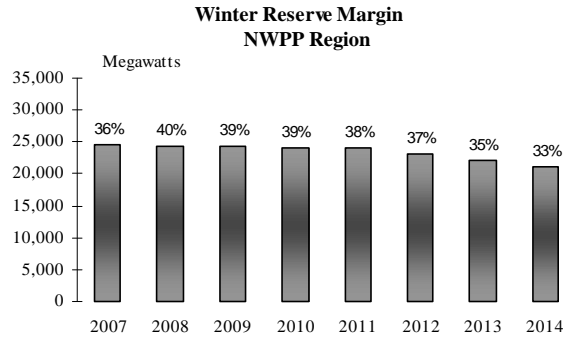 Winter Reserve Margin
NWPP Region
Megawatts
35,000
30,000
25,000
20,000
15,000
10,000
5,000
0
36% 40% 39% 39% 38% 37% 35% 33%
2007 2008 2009 2010 2011 2012 2013 2014